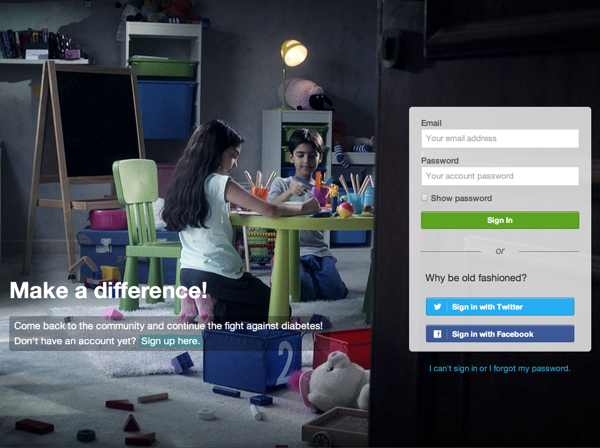 Email
Your email address
Password
Your account password
Show password
Sign In
or
Why be old fashioned?
Sign in with Twitter
Sign in with Facebook
I can't sign in or I forgot my password.
Make a difference!
Come back to the community and continue the fight against diabetes!
Don't have an account yet? Sign up here.
2